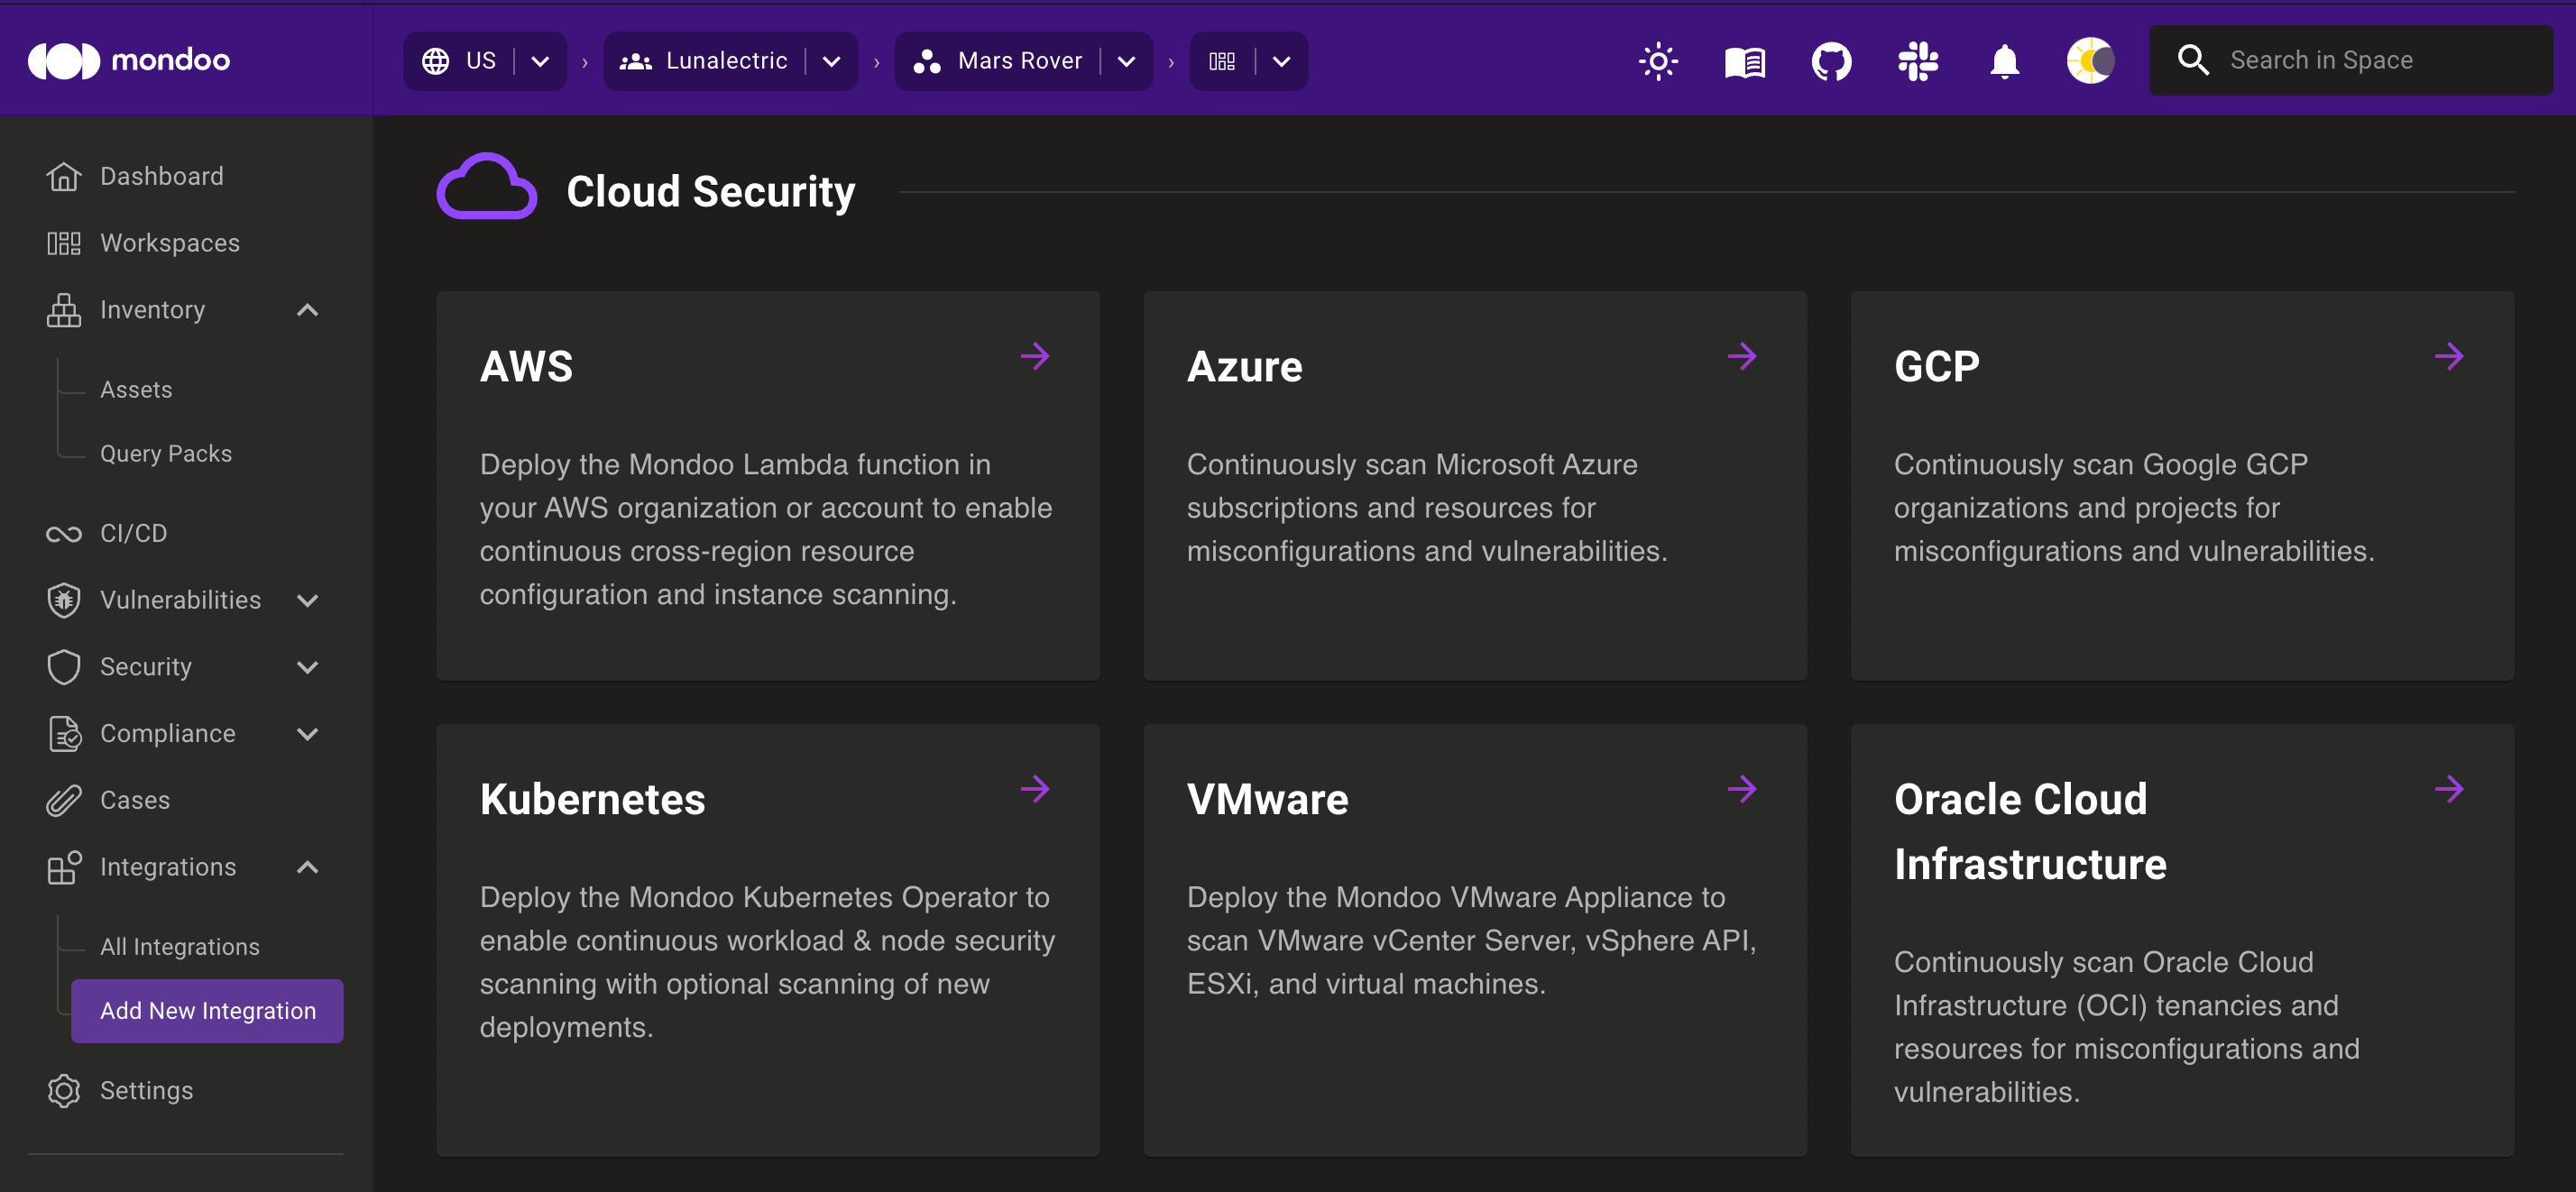 mondoo
US
Lunalectric
Mars Rover
Search in Space
Dashboard
Workspaces
Inventory
Assets
Query Packs
CI/CD
Vulnerabilities
Security
Compliance
Cases
Integrations
All Integrations
Add New Integration
Settings
Cloud Security
AWS
Deploy the Mondoo Lambda function in
your AWS organization or account to enable
continuous cross-region resource
configuration and instance scanning.
Azure
Continuously scan Microsoft Azure
subscriptions and resources for
misconfigurations and vulnerabilities.
GCP
Continuously scan Google GCP
organizations and projects for
misconfigurations and vulnerabilities.
Kubernetes
Deploy the Mondoo Kubernetes Operator to
enable continuous workload & node security
scanning with optional scanning of new
deployments.
VMware
Deploy the Mondoo VMware Appliance to
scan VMware vCenter Server, vSphere API,
ESXi, and virtual machines.
Oracle Cloud
Infrastructure
Continuously scan Oracle Cloud
Infrastructure (OCI) tenancies and
resources for misconfigurations and
vulnerabilities.